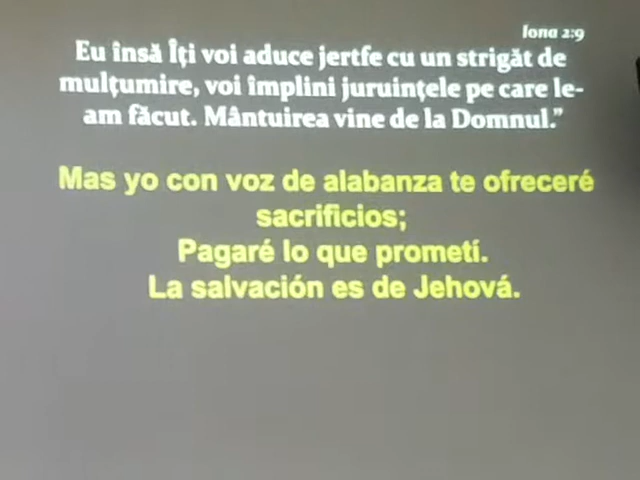 Iona 2:9
Eu însă Îți voi aduce jertfe cu un strigăt de
mulțumire, voi împlini juruințele pe care le-
am făcut. Mântuirea vine de la Domnul.”
Mas yo con voz de alabanza te ofreceré
sacrificios;
Pagaré lo que prometí.
La salvación es de Jehová.